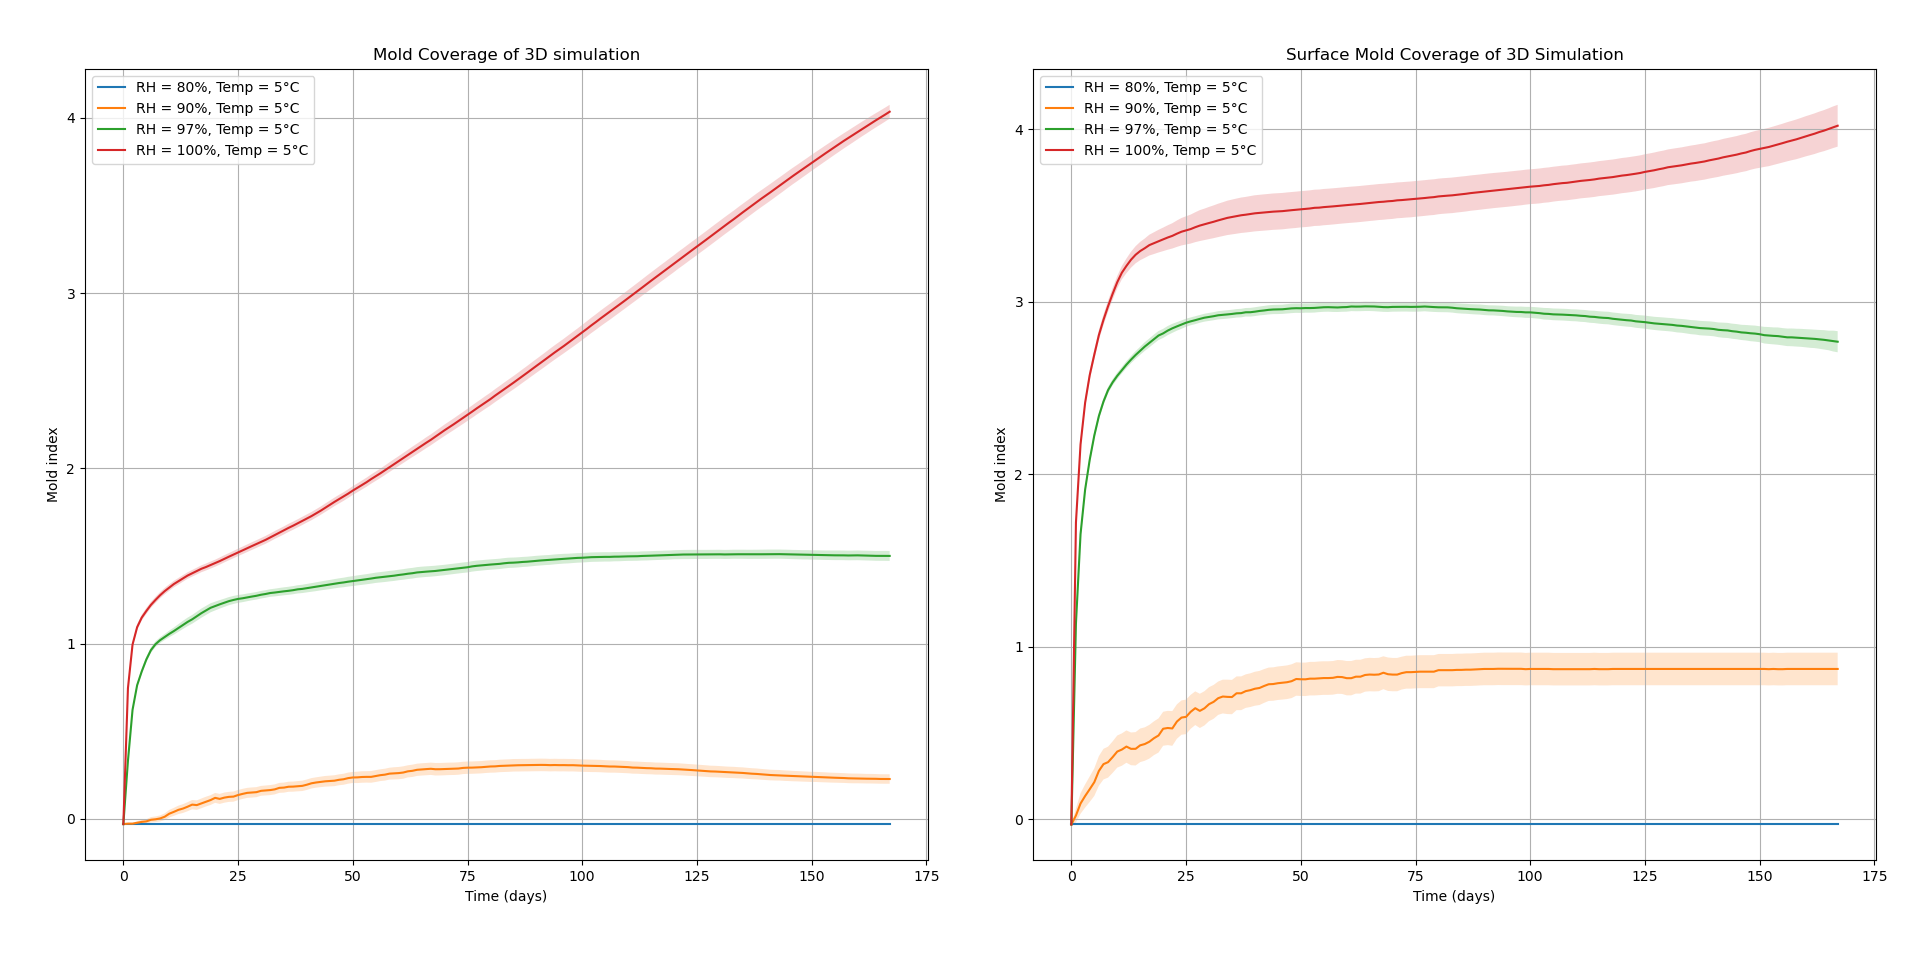 Mold Coverage of 3D simulation
RH = 80%, Temp = 5°C
RH = 90%, Temp = 5°C
RH = 97%, Temp = 5°C
RH = 100%, Temp = 5°C
4
3
2
1
0
Mold index
0 25 50 75 100 125 150 175
Time (days)
Surface Mold Coverage of 3D Simulation
RH = 80%, Temp = 5°C
RH = 90%, Temp = 5°C
RH = 97%, Temp = 5°C
RH = 100%, Temp = 5°C
4
3
2
1
0
Mold index
0 25 50 75 100 125 150 175
Time (days)